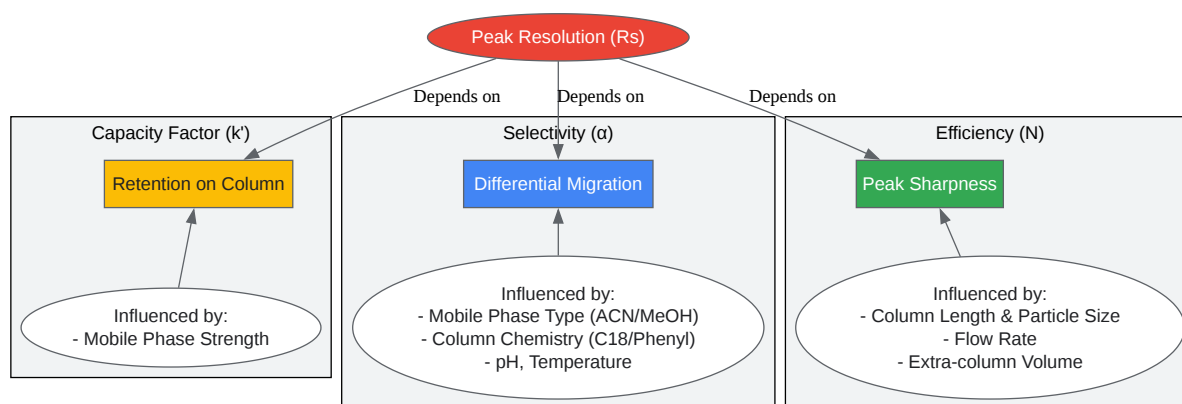 Peak Resolution (Rs)
Depends on
Depends on
Depends on
Capacity Factor (k')
Retention on Column
Influenced by:
- Mobile Phase Strength
Selectivity (α)
Differential Migration
Influenced by:
- Mobile Phase Type (ACN/MeOH)
- Column Chemistry (C18/Phenyl)
- pH, Temperature
Efficiency (N)
Peak Sharpness
Influenced by:
- Column Length & Particle Size
- Flow Rate
- Extra-column Volume